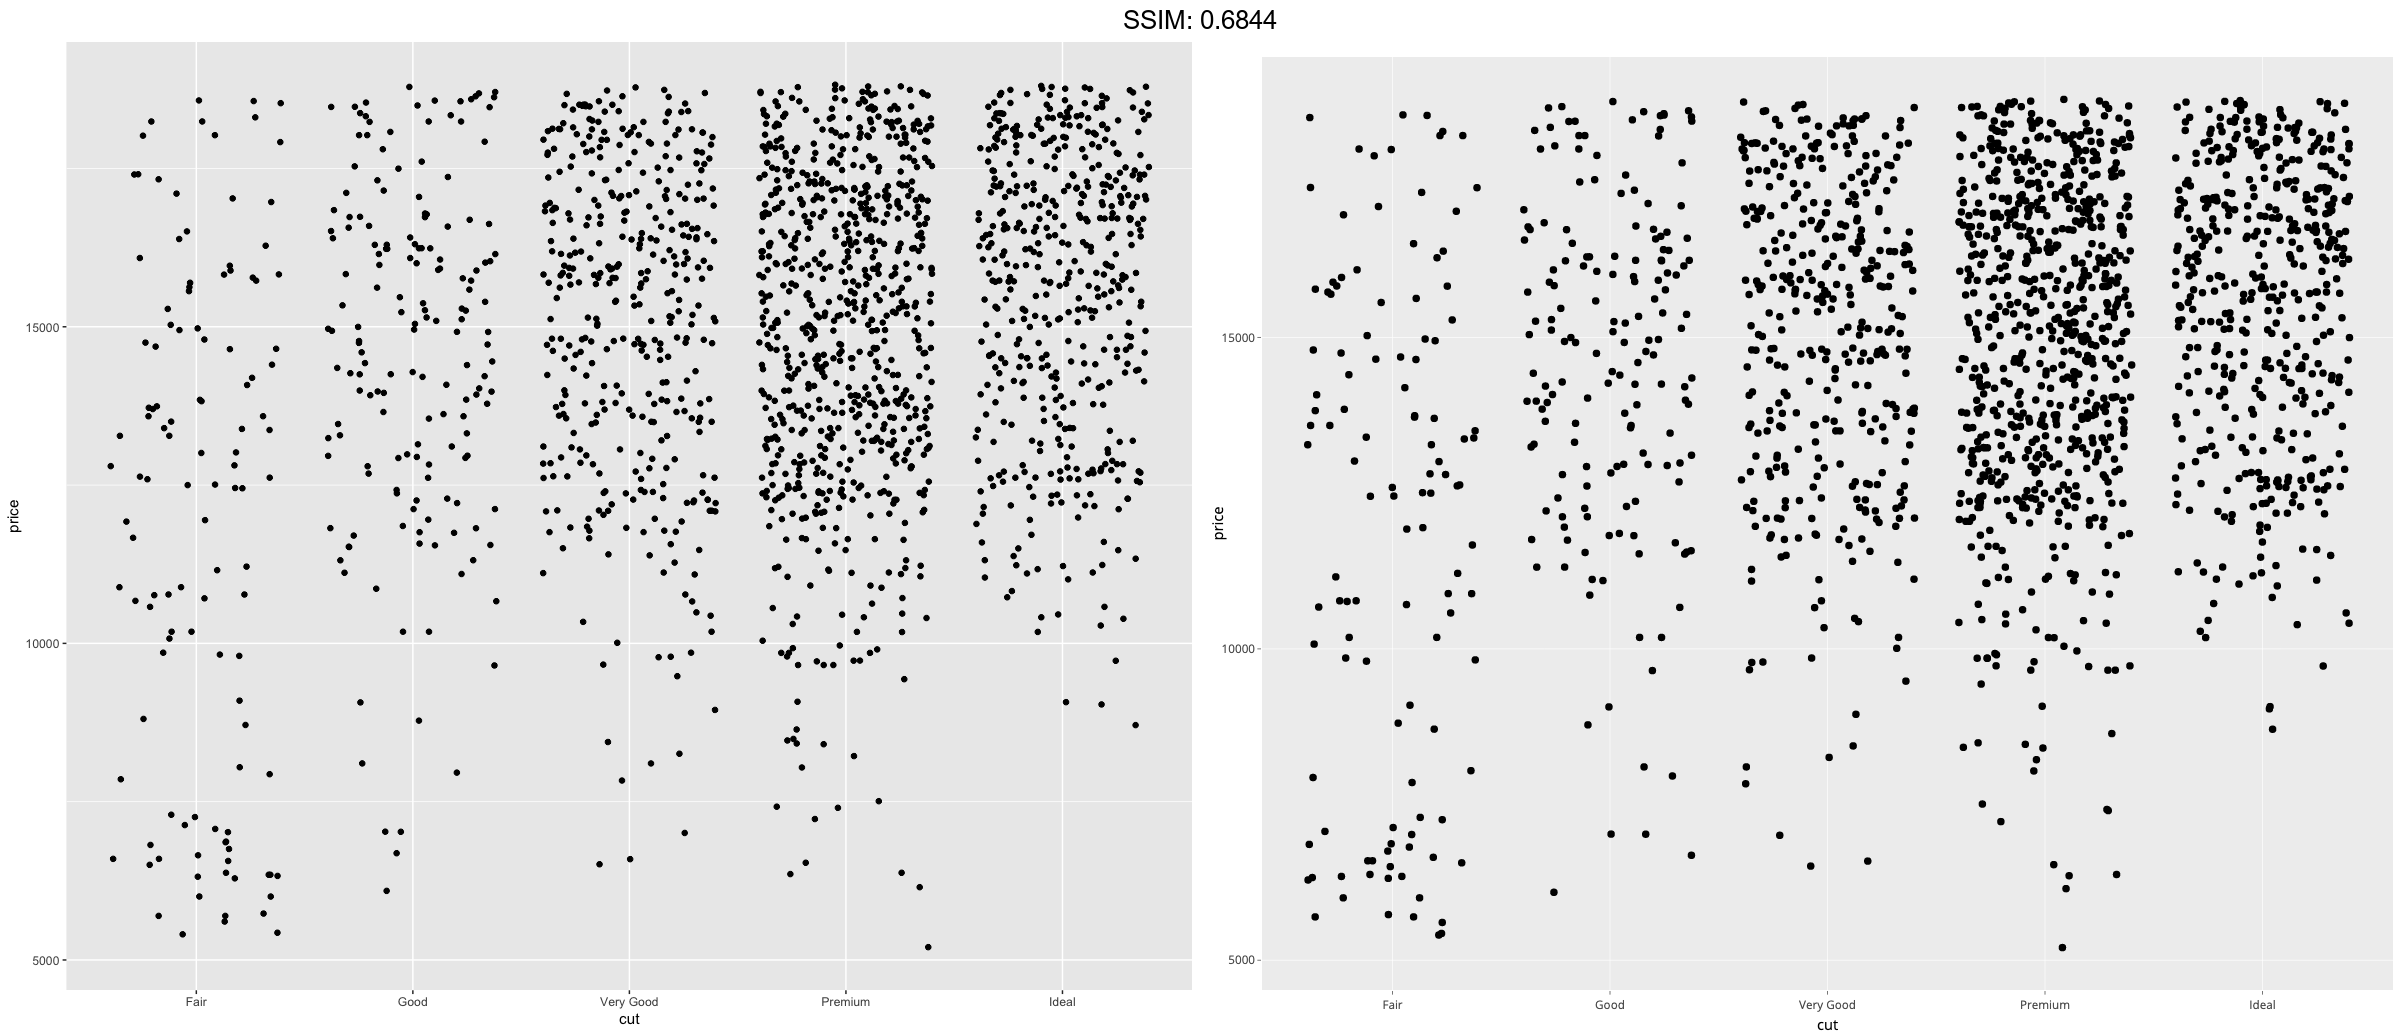 SSIM: 0.6844
price
15000
10000
5000
Fair
Good
Very Good
Premium
Ideal
cut
price
15000
10000
5000
Fair
Good
Very Good
Premium
Ideal
cut